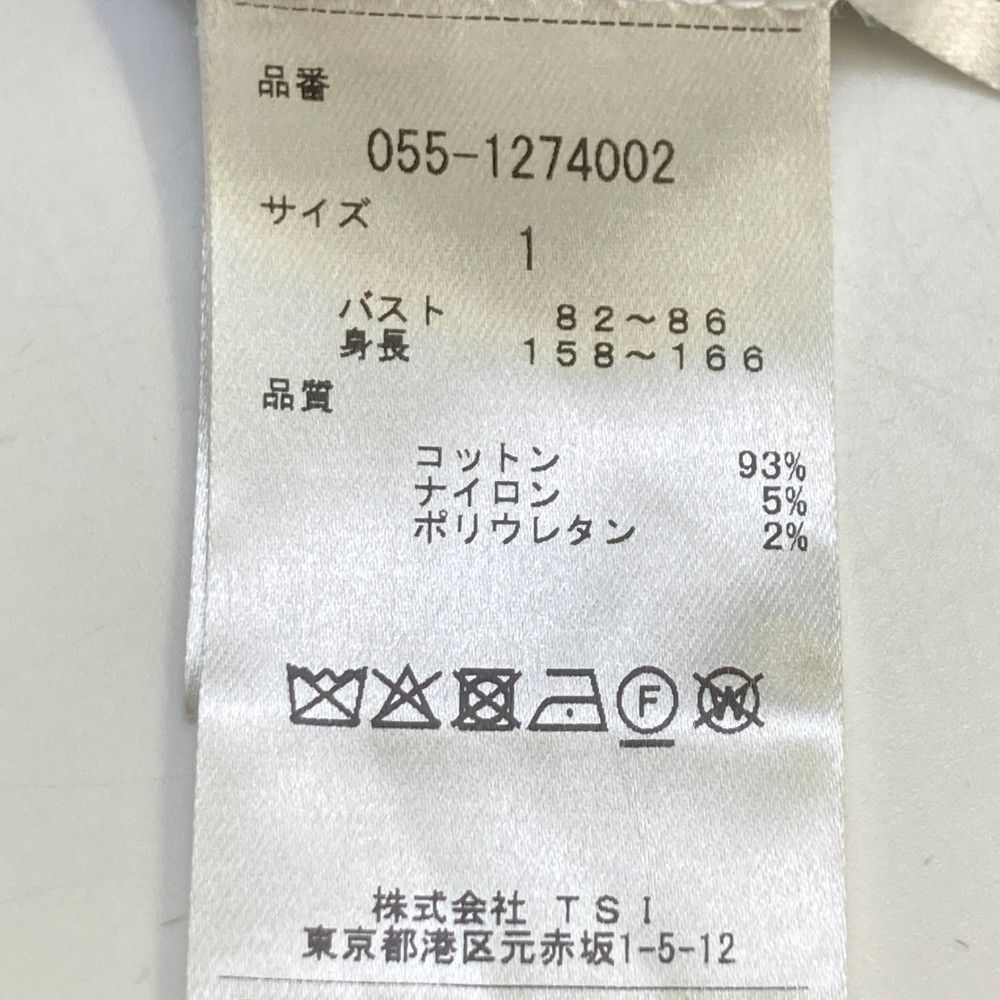 品番
055-1274002
サイズ
1
バスト 82～86
身長 158～166
品質
コットン 93%
ナイロン 5%
ポリウレタン 2%
F W
株式会社 TSI
東京都港区元赤坂1-5-12